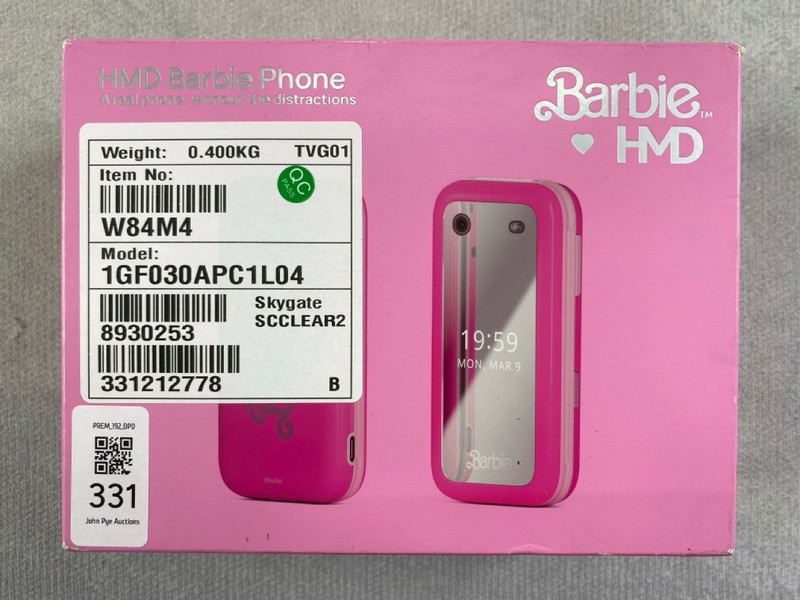 HMD Barbie Phone
A real phone without the distractions
Barbie™
HMD
Weight: 0.400KG TVG01
Item No:
QC
PASS
W84M4
Model:
1GF030APC1L04
Skygate
SCCLEAR2
8930253
331212778
B
PREM_192_DPD
331
John Pye Auctions
19:59
MON, MAR 9
Barbie